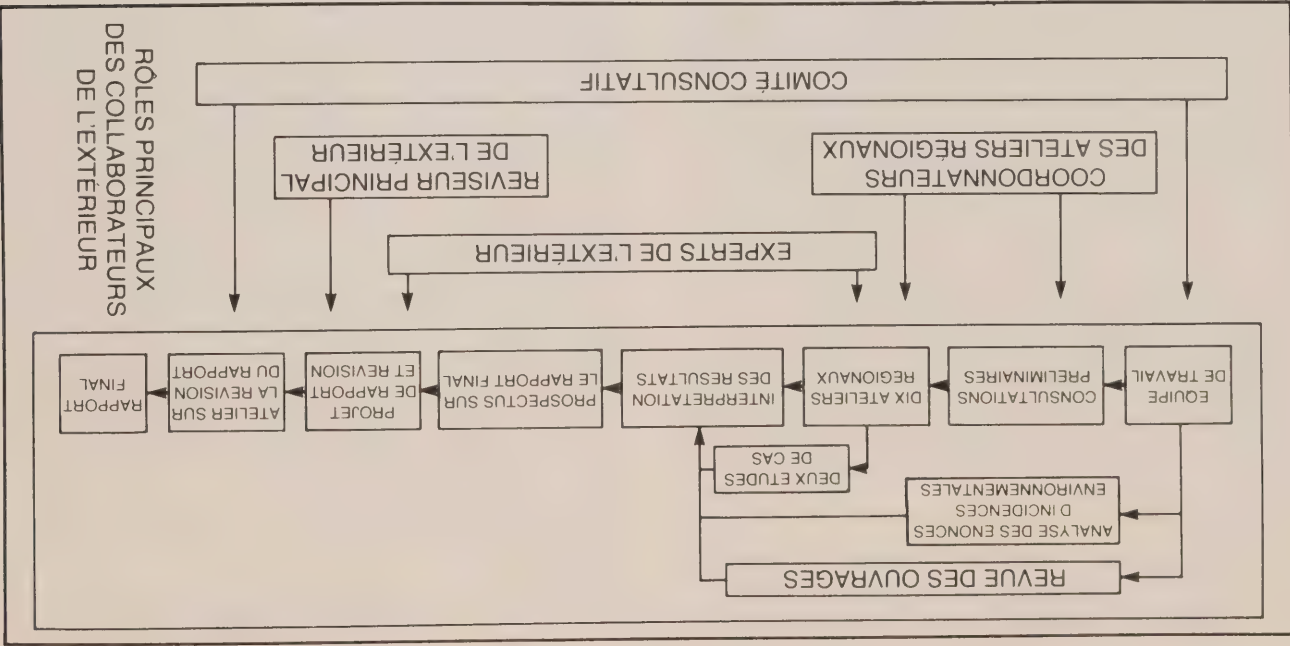 REVUE DES OUVRAGES
ANALYSE DES ENONCES
D'INCIDENCES
ENVIRONNEMENTALES
DEUX ETUDES
DE CAS
EQUIPE
DE TRAVAIL
CONSULTATIONS
PRELIMINAIRES
DIX ATELIERS
REGIONAUX
INTERPRETATION
DES RESULTATS
PROSPECTUS SUR
LE RAPPORT FINAL
PROJET
DE RAPPORT
ET REVISION
ATELIER SUR
LA REVISION
DU RAPPORT
RAPPORT
FINAL
EXPERTS DE L'EXTÉRIEUR
COORDONNATEURS
DES ATELIERS RÉGIONAUX
REVISEUR PRINCIPAL
DE L'EXTÉRIEUR
COMITÉ CONSULTATIF
RÔLES PRINCIPAUX
DES COLLABORATEURS
DE L'EXTÉRIEUR